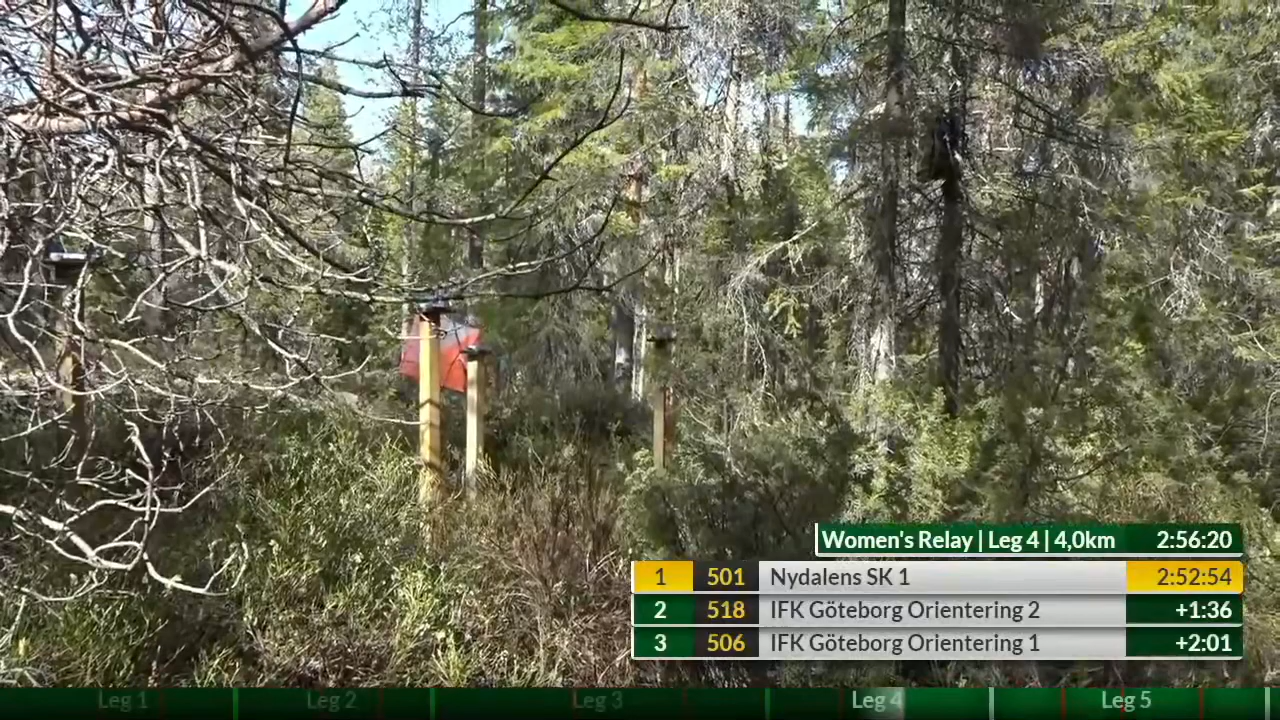 Women's Relay | Leg 4 | 4,0km 2:56:20
1 501 Nydalens SK 1 2:52:54
2 518 IFK Göteborg Orientering 2 +1:36
3 506 IFK Göteborg Orientering 1 +2:01
Leg 1 Leg 2 Leg 3 Leg 4 Leg 5